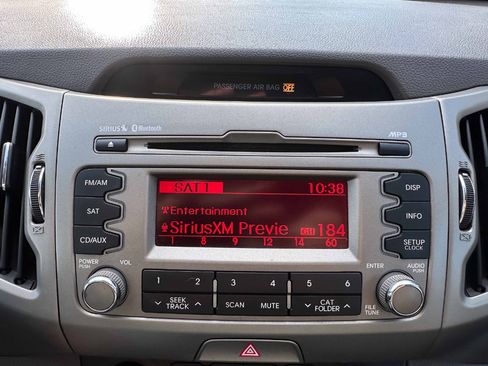 PASSENGER AIR BAG OFF
SIRIUS Bluetooth
MP3
FM/AM
SAT1 10:38
DISP
SAT
Entertainment
INFO
CD/AUX
SiriusXM Previe CH 184
SETUP
CLOCK
1 8 9 12 14 60
POWER
PUSH
VOL
1 2
5 6
ENTER
AUDIO
PUSH
SEEK
TRACK
SCAN
MUTE
CAT
FOLDER
FILE
TUNE